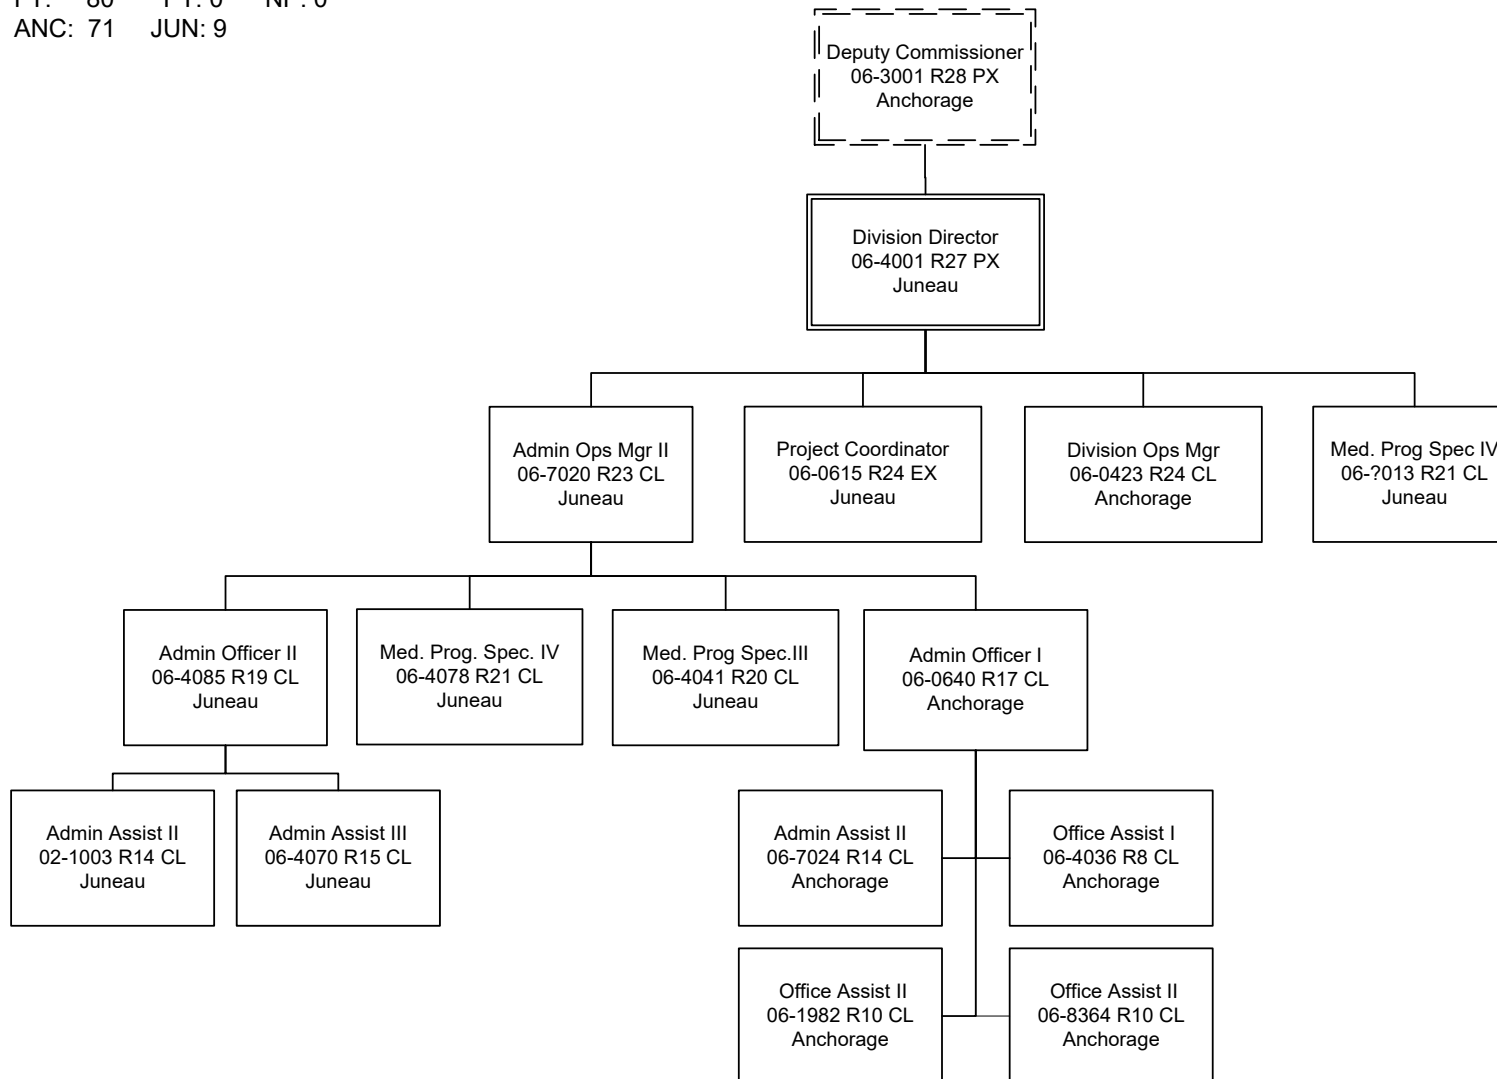 ANC: 71 JUN: 9
Deputy Commissioner
06-3001 R28 PX
Anchorage
Division Director
06-4001 R27 PX
Juneau
Admin Ops Mgr II
06-7020 R23 CL
Juneau
Project Coordinator
06-0615 R24 EX
Juneau
Division Ops Mgr
06-0423 R24 CL
Anchorage
Med. Prog Spec IV
06-?013 R21 CL
Juneau
Admin Officer II
06-4085 R19 CL
Juneau
Med. Prog. Spec. IV
06-4078 R21 CL
Juneau
Med. Prog Spec.III
06-4041 R20 CL
Juneau
Admin Officer I
06-0640 R17 CL
Anchorage
Admin Assist II
02-1003 R14 CL
Juneau
Admin Assist III
06-4070 R15 CL
Juneau
Admin Assist II
06-7024 R14 CL
Anchorage
Office Assist I
06-4036 R8 CL
Anchorage
Office Assist II
06-1982 R10 CL
Anchorage
Office Assist II
06-8364 R10 CL
Anchorage